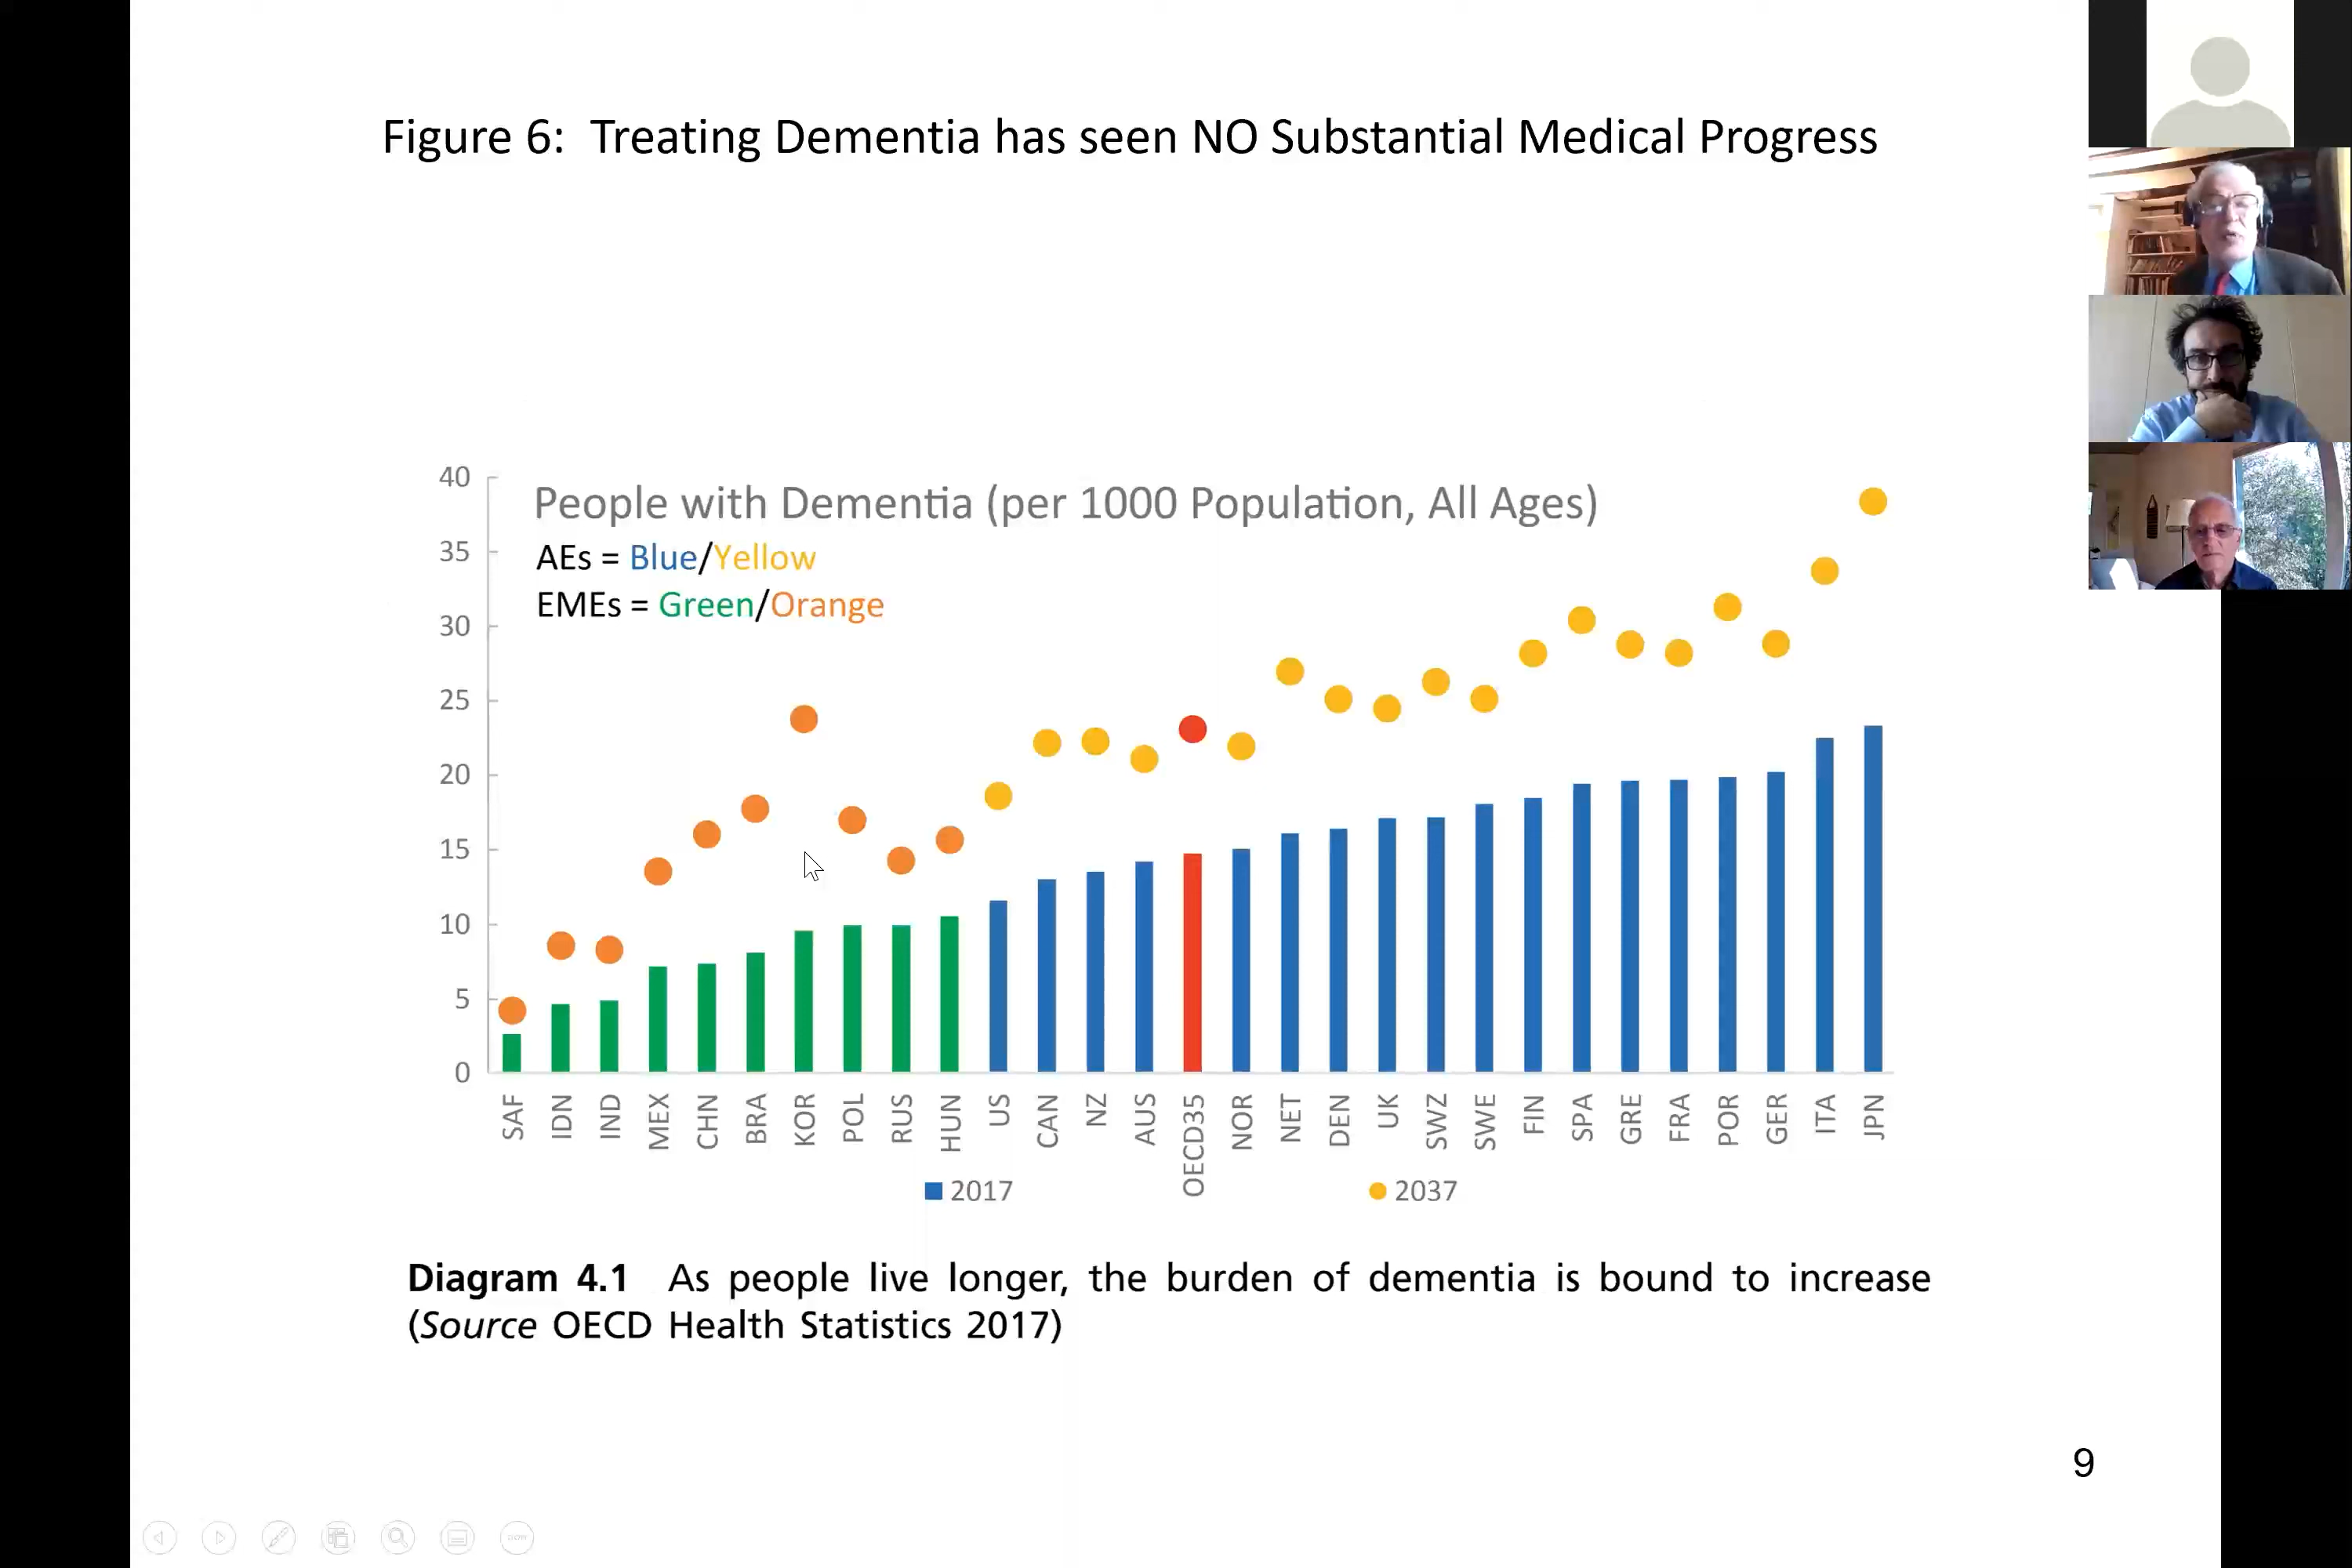 Figure 6: Treating Dementia has seen NO Substantial Medical Progress
People with Dementia (per 1000 Population, All Ages)
AEs = Blue/Yellow
EMEs = Green/Orange
40
35
30
25
20
15
10
5
0
SAF
IDN
IND
MEX
CHN
BRA
KOR
POL
RUS
HUN
US
CAN
NZ
AUS
OECD35
NOR
NET
DEN
UK
SWZ
SWE
FIN
SPA
GRE
FRA
POR
GER
ITA
JPN
2017
2037
Diagram 4.1 As people live longer, the burden of dementia is bound to increase
(Source OECD Health Statistics 2017)
9